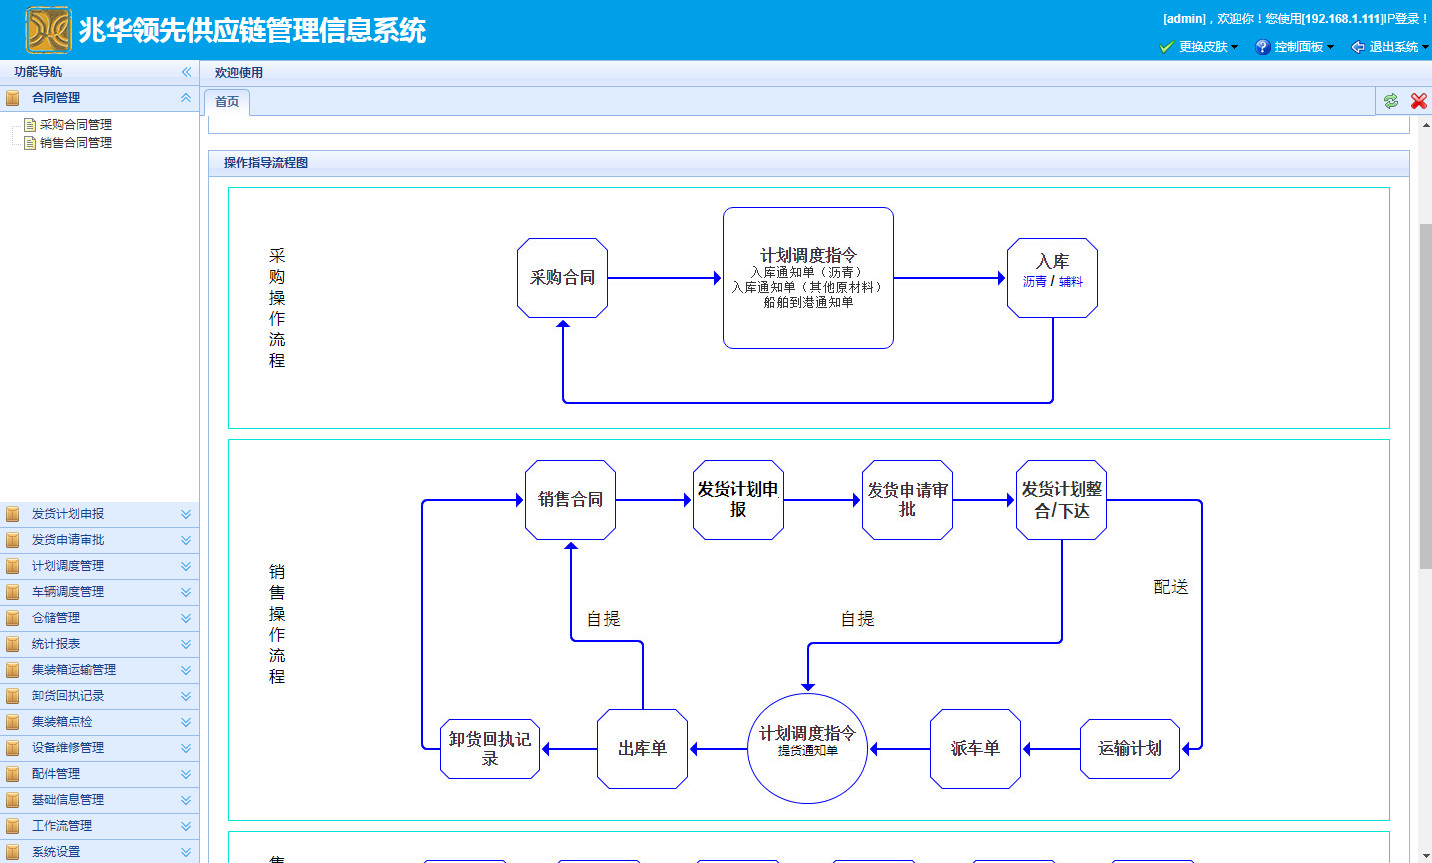 兆华领先供应链管理信息系统
[admin]，欢迎你！您使用[192.168.1.111]IP登录！
更换皮肤 控制面板 退出系统
功能导航
欢迎使用
合同管理
首页
采购合同管理
销售合同管理
操作指导流程图
采购操作流程
采购合同
计划调度指令
入库通知单（沥青）
入库通知单（其他原材料）
船舶到港通知单
入库
沥青 / 辅料
销售操作流程
销售合同
发货计划申
报
发货申请审
批
发货计划整
合/下达
配送
自提
自提
卸货回执记
录
出库单
计划调度指令
提货通知单
派车单
运输计划
发货计划申报
发货申请审批
计划调度管理
车辆调度管理
仓储管理
统计报表
集装箱运输管理
卸货回执记录
集装箱点检
设备维修管理
配件管理
基础信息管理
工作流管理
系统设置